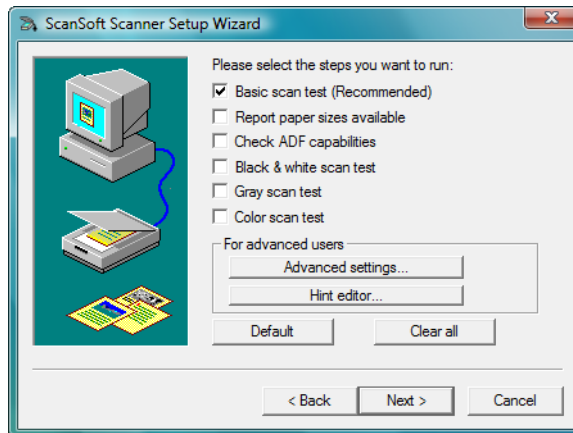 ScanSoft Scanner Setup Wizard
Please select the steps you want to run:
Basic scan test (Recommended)
Report paper sizes available
Check ADF capabilities
Black & white scan test
Gray scan test
Color scan test
For advanced users
Advanced settings...
Hint editor...
Default
Clear all
< Back
Next >
Cancel